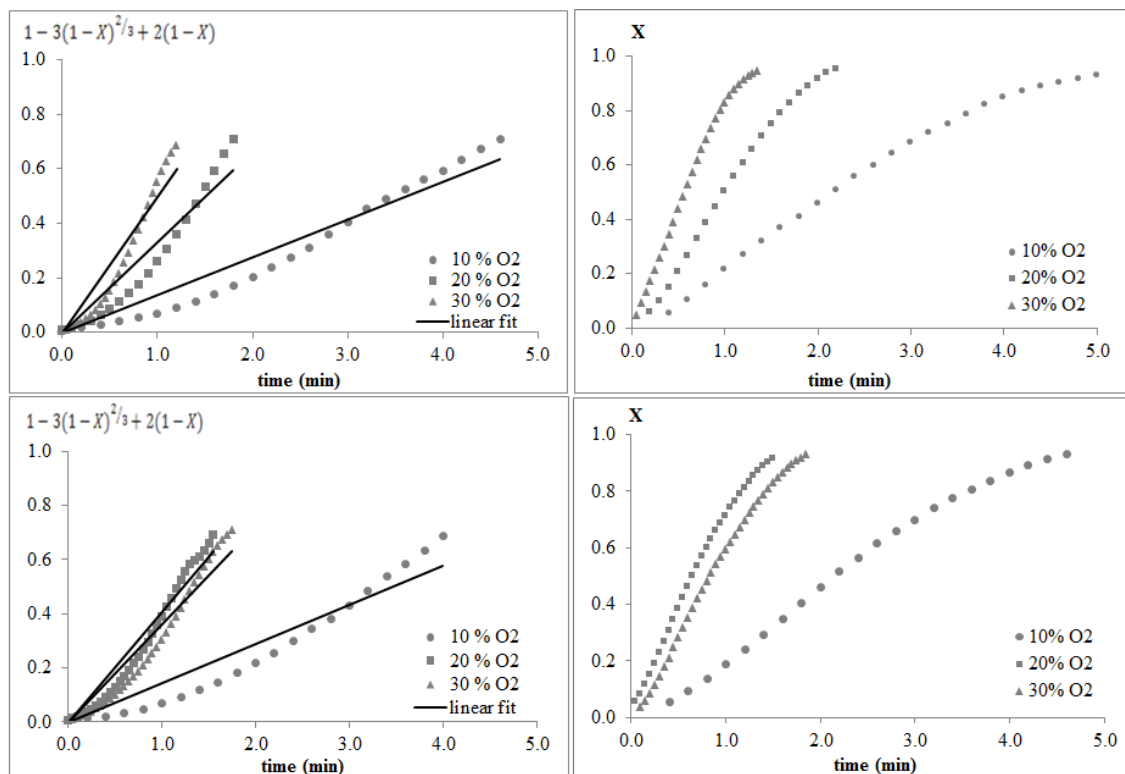 1 − 3(1 − X)^2/3 + 2(1 − X)
1.0
0.8
0.6
0.4
0.2
0.0
0.0 1.0 2.0 3.0 4.0 5.0
time (min)
10 % O2
20 % O2
30 % O2
linear fit
X
1.0
0.8
0.6
0.4
0.2
0.0
0.0 1.0 2.0 3.0 4.0 5.0
time (min)
10% O2
20% O2
30% O2
1 − 3(1 − X)^2/3 + 2(1 − X)
1.0
0.8
0.6
0.4
0.2
0.0
0.0 1.0 2.0 3.0 4.0 5.0
time (min)
10 % O2
20 % O2
30 % O2
linear fit
X
1.0
0.8
0.6
0.4
0.2
0.0
0.0 1.0 2.0 3.0 4.0 5.0
time (min)
10% O2
20% O2
30% O2